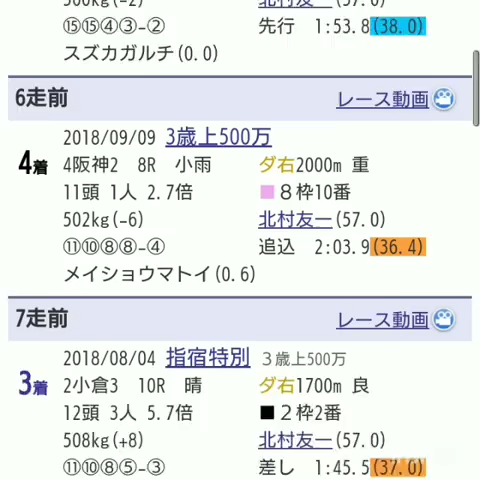 500kg(-2) 北村友一(57.0)
⑮⑮④③-② 先行 1:53.8(38.0)
スズカガルチ(0.0)
6走前 レース動画
4着 2018/09/09 3歳上500万
4阪神2 8R 小雨 ダ右2000m 重
11頭 1人 2.7倍 ■8枠10番
502kg(-6) 北村友一(57.0)
⑪⑩⑧⑧-④ 追込 2:03.9(36.4)
メイショウマトイ(0.6)
7走前 レース動画
3着 2018/08/04 指宿特別 3歳上500万
2小倉3 10R 晴 ダ右1700m 良
12頭 3人 5.7倍 ■2枠2番
508kg(+8) 北村友一(57.0)
⑪⑩⑧⑤-③ 差し 1:45.5(37.0)